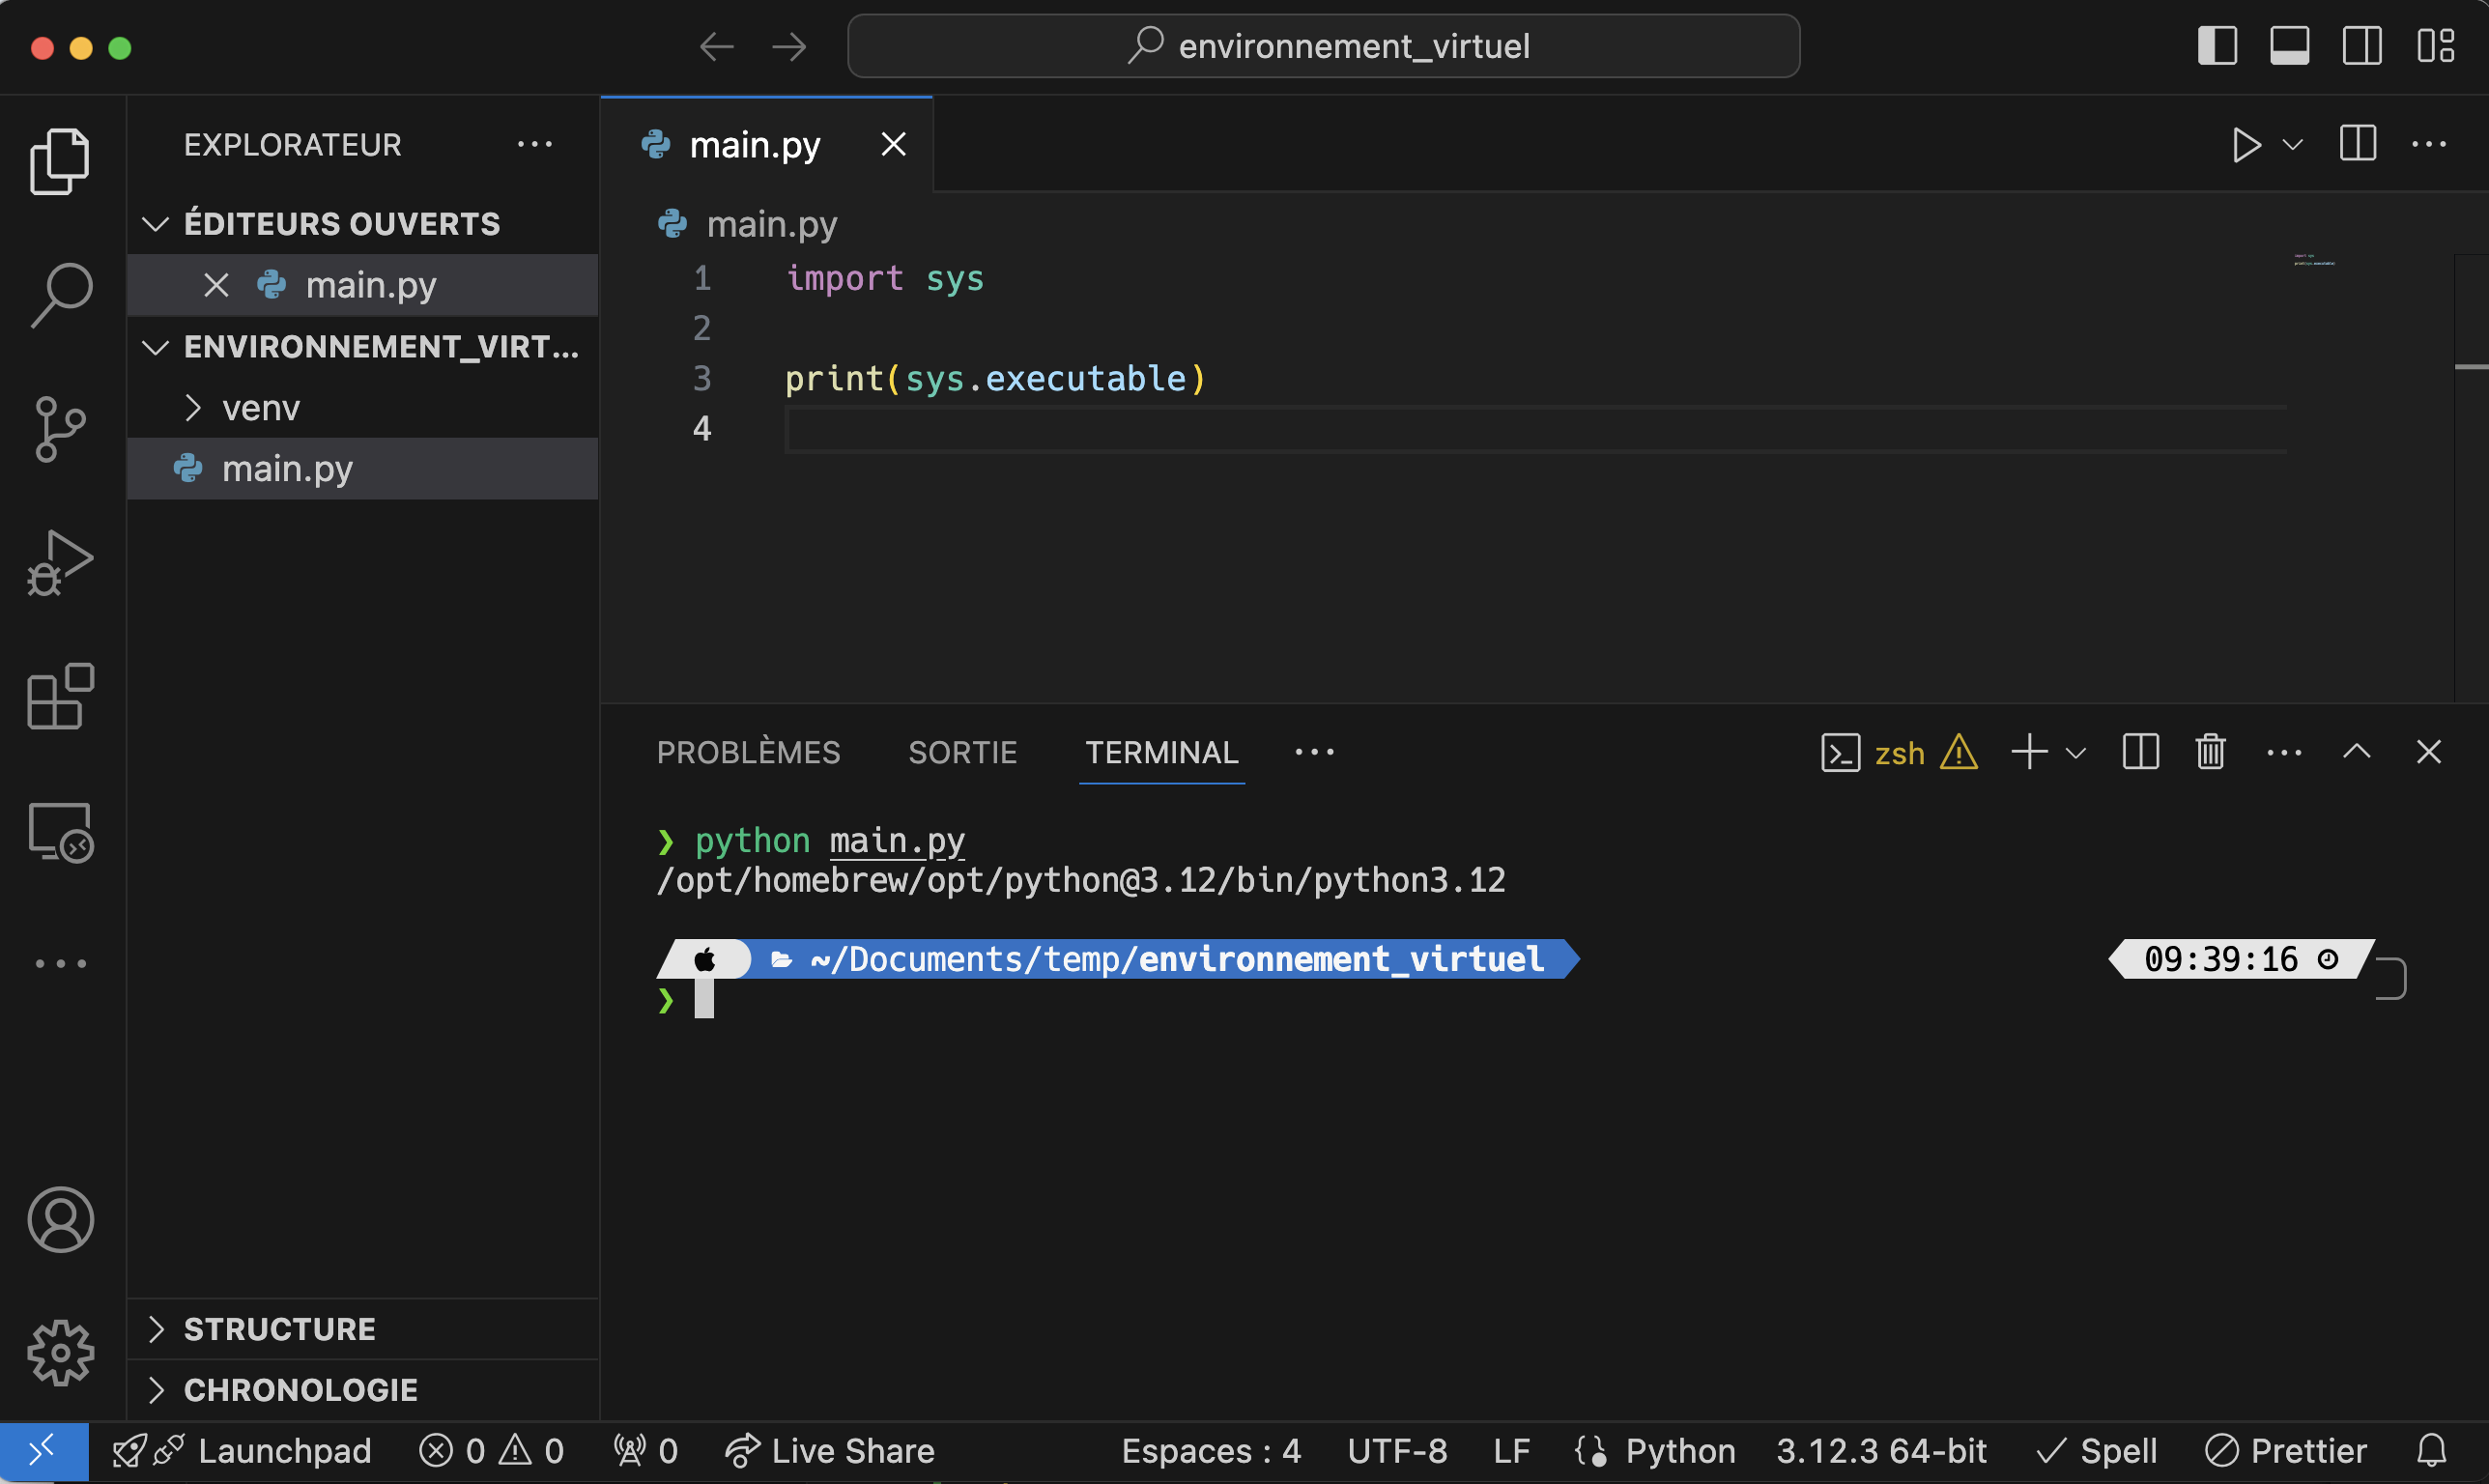 environnement_virtuel
EXPLORATEUR
ÉDITEURS OUVERTS
main.py
ENVIRONNEMENT_VIRT...
venv
main.py
STRUCTURE
CHRONOLOGIE
main.py
main.py
1 import sys
2
3 print(sys.executable)
4
PROBLÈMES SORTIE TERMINAL
zsh
❯ python main.py
/opt/homebrew/opt/python@3.12/bin/python3.12
~/Documents/temp/environnement_virtuel 09:39:16
❯
Launchpad 0 0 0 Live Share Espaces : 4 UTF-8 LF Python 3.12.3 64-bit Spell Prettier